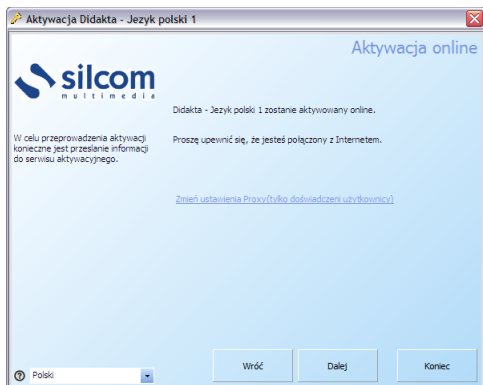 Aktywacja Didakta - Jezyk polski 1
Aktywacja online
silcom
multimedia
Didakta - Jezyk polski 1 zostanie aktywowany online.
W celu przeprowadzenia aktywacji
konieczne jest przesłanie informacji
do serwisu aktywacyjnego.
Proszę upewnić się, że jesteś połączony z Internetem.
Zmień ustawienia Proxy(tylko doświadczeni użytkownicy)
Wróć
Dalej
Koniec
Polski